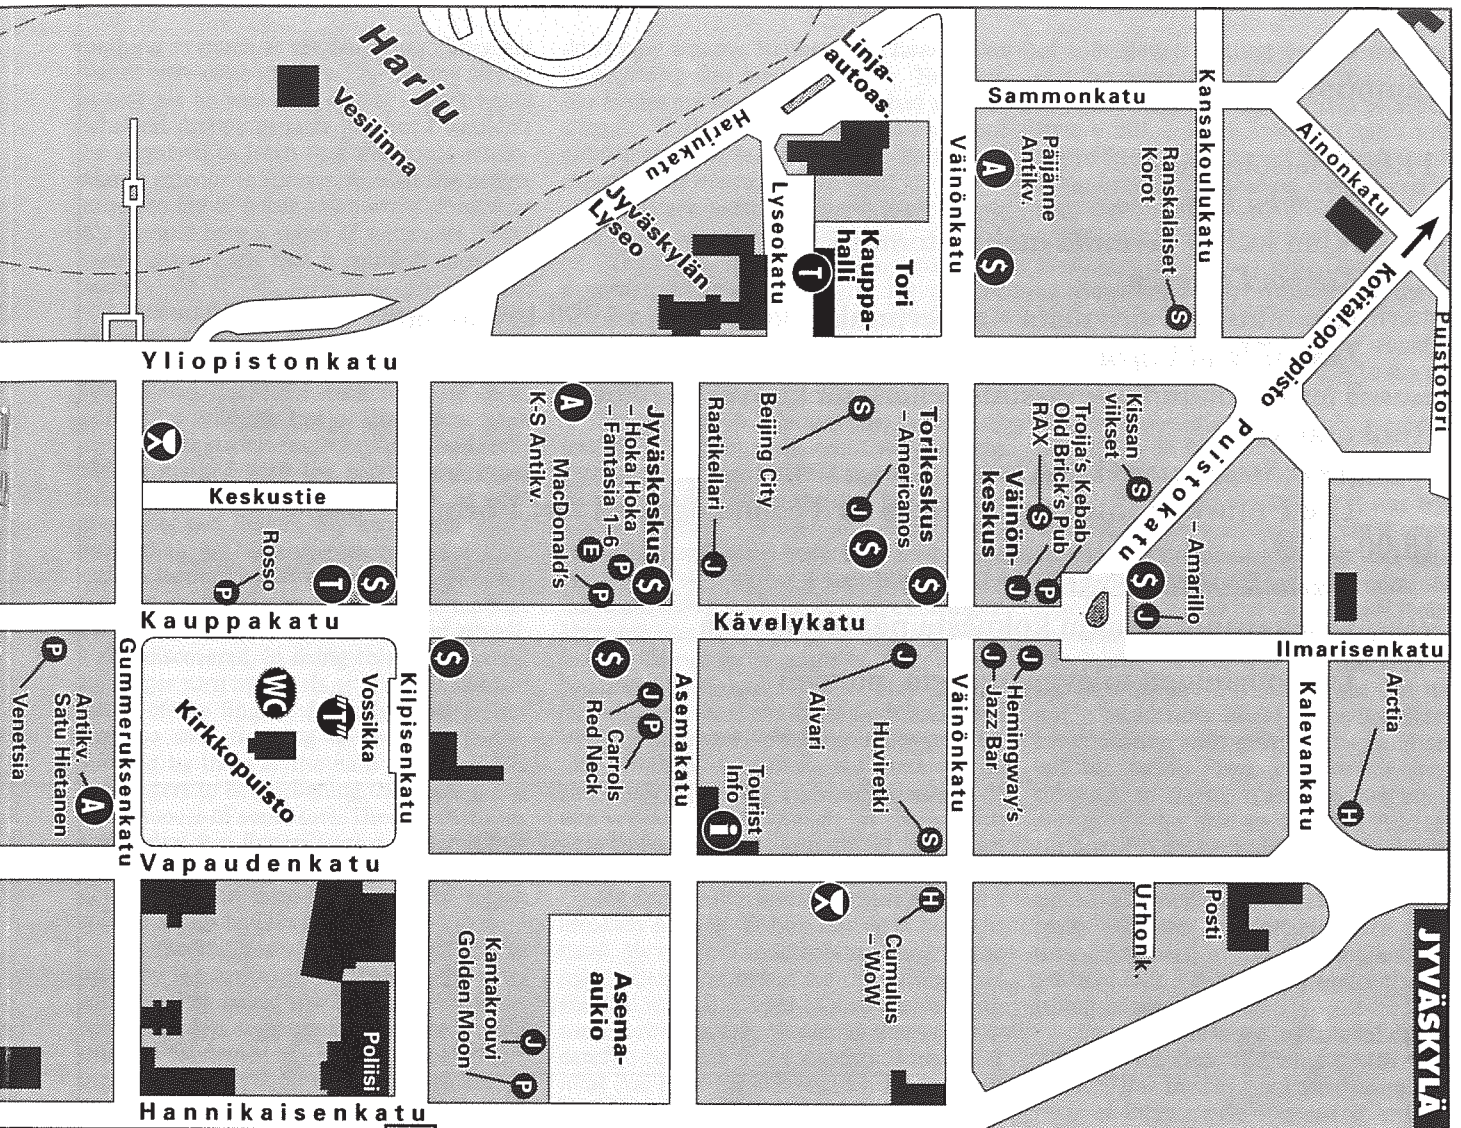 JYVÄSKYLÄ
Harju
Vesilinna
Linja-
autoas.
Harjukatu
Jyväskylän
Lyseo
Lyseokatu
T
Kauppa-
halli
Tori
Väinönkatu
Sammonkatu
A
Päijänne
Antikv.
$
Ranskalaiset
Korot
S
Kansakoulukatu
Ainonkatu
Kotital.op.opisto
Puistotori
Yliopistonkatu
Keskustie
Rosso
P
T
$
A
K-S Antikv.
Jyväskeskus
– Hoka Hoka
– Fantasia 1–6
MacDonald's
E
P
P
$
Raatikellari
J
Beijing City
S
Torikeskus
– Americanos
J
$
$
Väinön-
keskus
RAX
Old Brick's Pub
Troija's Kebab
S
J
P
Kissan
viikset
S
Puistokatu
– Amarillo
$
J
Kauppakatu
Kävelykatu
Ilmarisenkatu
P
Venetsia
Antikv.
Satu Hietanen
A
Gummeruksenkatu
WC
"T"
Vossikka
Kirkkopuisto
Kilpisenkatu
$
$
J
P
Red Neck
Carrols
Asemakatu
J
Alvari
Huviretki
S
Tourist
Info
i
Väinönkatu
J
J
Hemingway's
Jazz Bar
Kalevankatu
Arctia
H
Vapaudenkatu
Poliisi
Kantakrouvi
Golden Moon
J
P
Asema-
aukio
H
Cumulus
– WoW
Urhonk.
Posti
Hannikaisenkatu